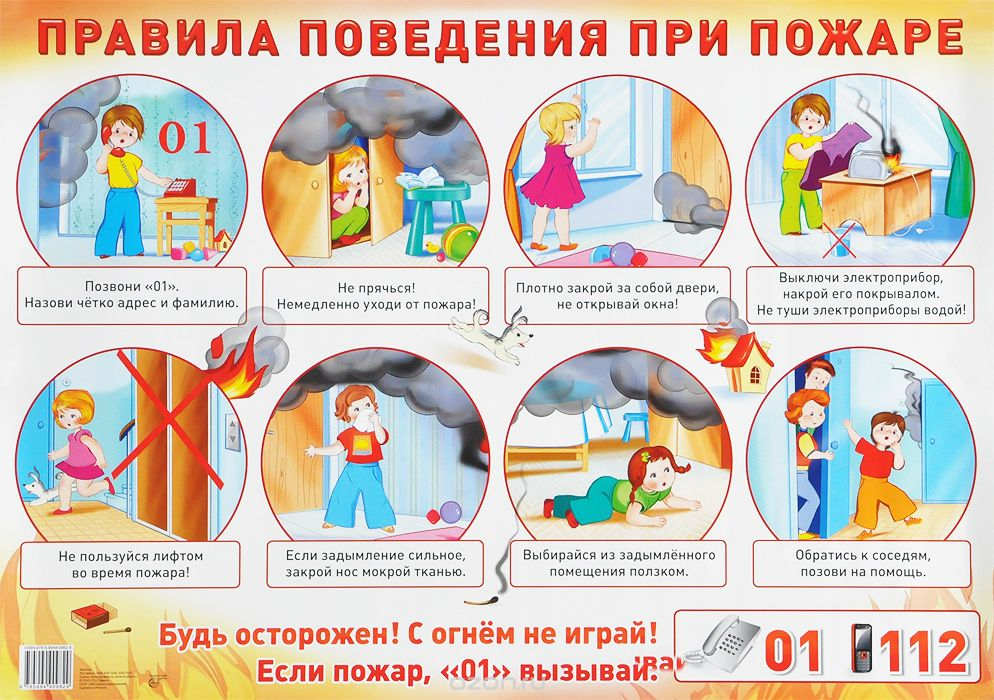 ПРАВИЛА ПОВЕДЕНИЯ ПРИ ПОЖАРЕ
01
Позвони «01».
Назови чётко адрес и фамилию.
Не прячься!
Немедленно уходи от пожара!
Плотно закрой за собой двери,
не открывай окна!
Выключи электроприбор,
накрой его покрывалом.
Не туши электроприборы водой!
Не пользуйся лифтом
во время пожара!
Если задымление сильное,
закрой нос мокрой тканью.
Выбирайся из задымлённого
помещения ползком.
Обратись к соседям,
позови на помощь.
Будь осторожен! С огнём не играй!
Если пожар, «01» вызывай!
01 112